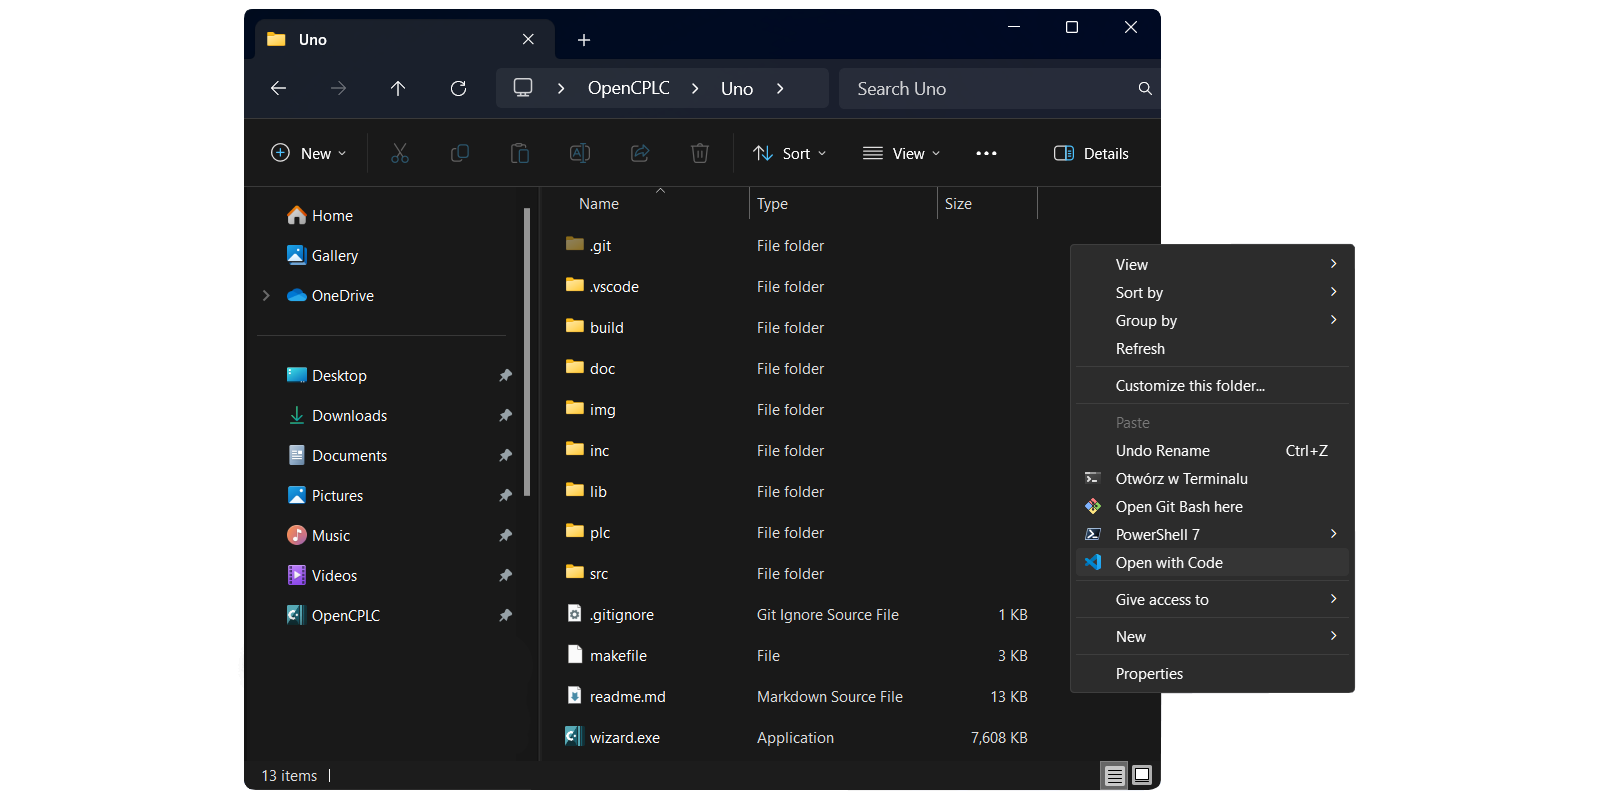 Uno
OpenCPLC Uno
Search Uno
New Sort View Details
Name Type Size
Home
Gallery
OneDrive
Desktop
Downloads
Documents
Pictures
Music
Videos
OpenCPLC
.git File folder
.vscode File folder
build File folder
doc File folder
img File folder
inc File folder
lib File folder
plc File folder
src File folder
.gitignore Git Ignore Source File 1 KB
makefile File 3 KB
readme.md Markdown Source File 13 KB
wizard.exe Application 7,608 KB
13 items
View
Sort by
Group by
Refresh
Customize this folder...
Paste
Undo Rename Ctrl+Z
Otwórz w Terminalu
Open Git Bash here
PowerShell 7
Open with Code
Give access to
New
Properties